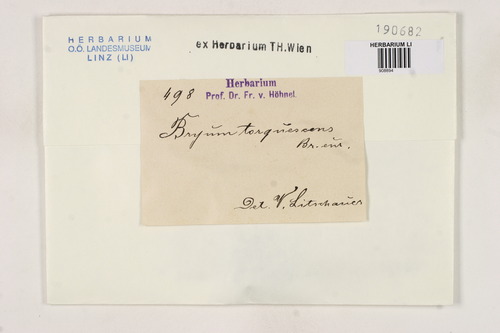 HERBARIUM
O.Ö. LANDESMUSEUM
LINZ (LI)
ex Herbarium TH.Wien
190682
HERBARIUM LI
908694
498
Herbarium
Prof. Dr. Fr. v. Höhnel.
Bryum torquescens
Br. eur.
Det. V. Litschauer